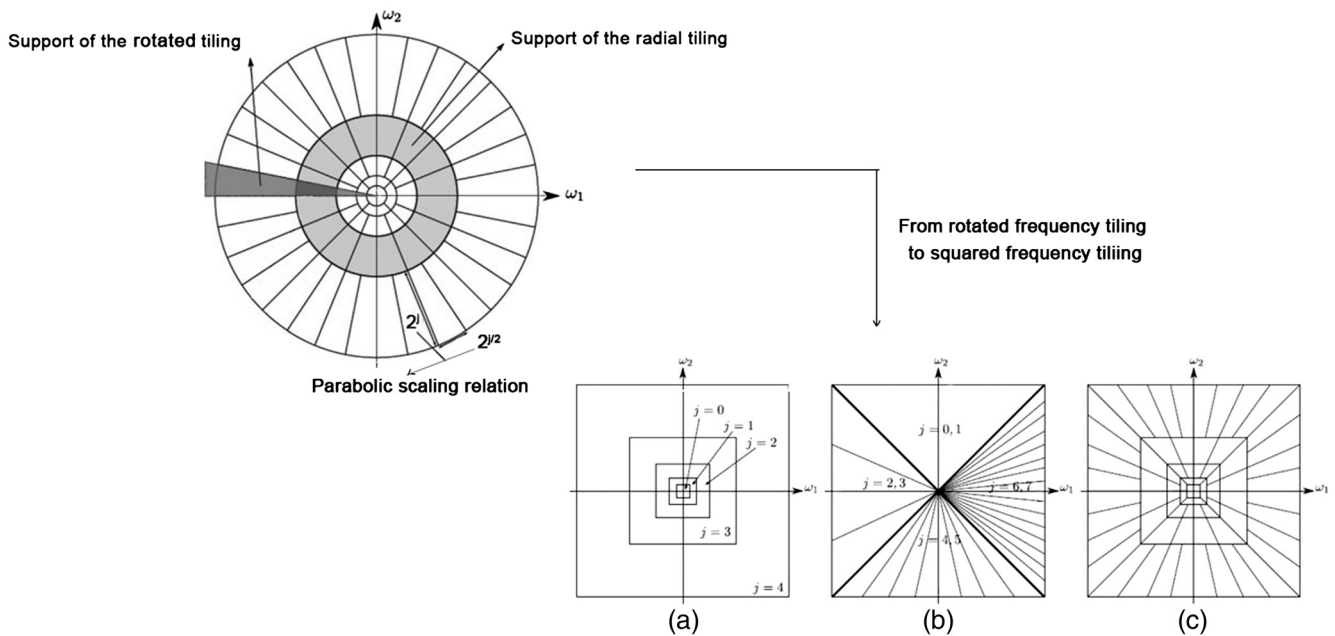 ω₂
Support of the rotated tiling
Support of the radial tiling
ω₁
From rotated frequency tiling
to squared frequency tiliing
2^j
2^j/2
Parabolic scaling relation
ω₂
j = 0
j = 1
j = 2
ω₁
j = 3
j = 4
(a)
ω₂
j = 0, 1
j = 2, 3
j = 6, 7
ω₁
j = 4, 5
(b)
ω₂
ω₁
(c)